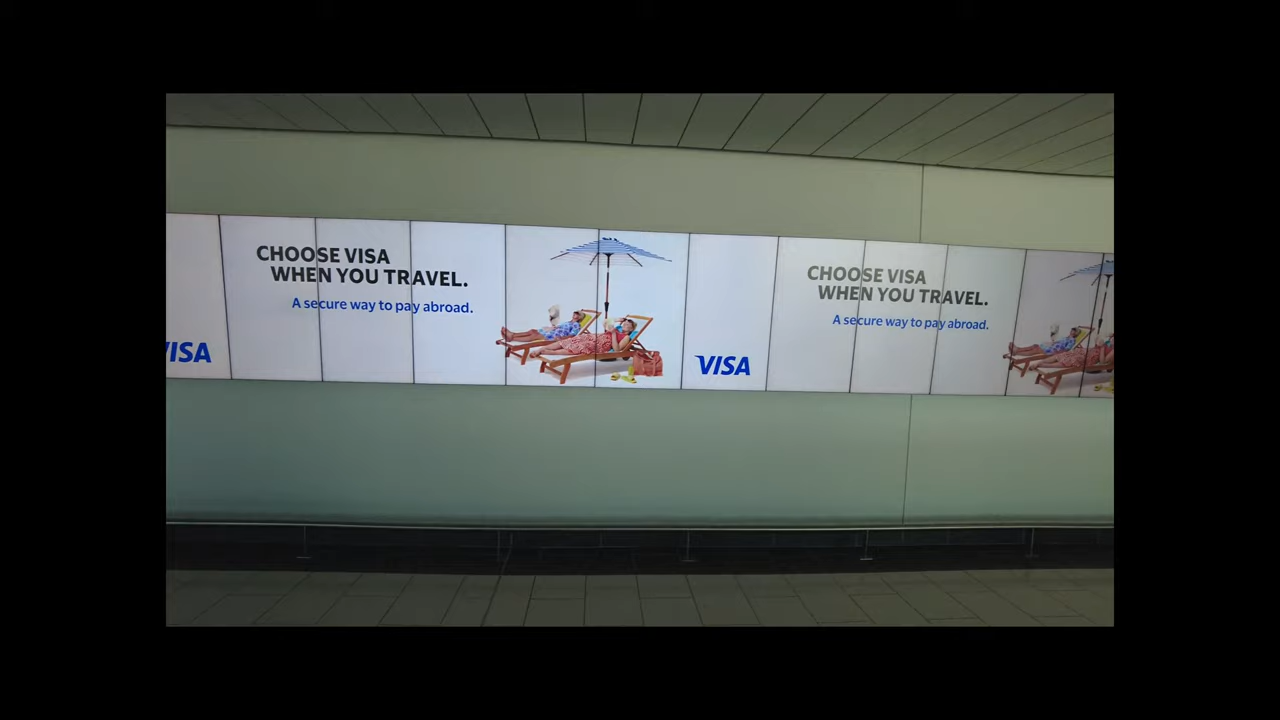 CHOOSE VISA
WHEN YOU TRAVEL.
A secure way to pay abroad.
VISA
VISA
CHOOSE VISA
WHEN YOU TRAVEL.
A secure way to pay abroad.